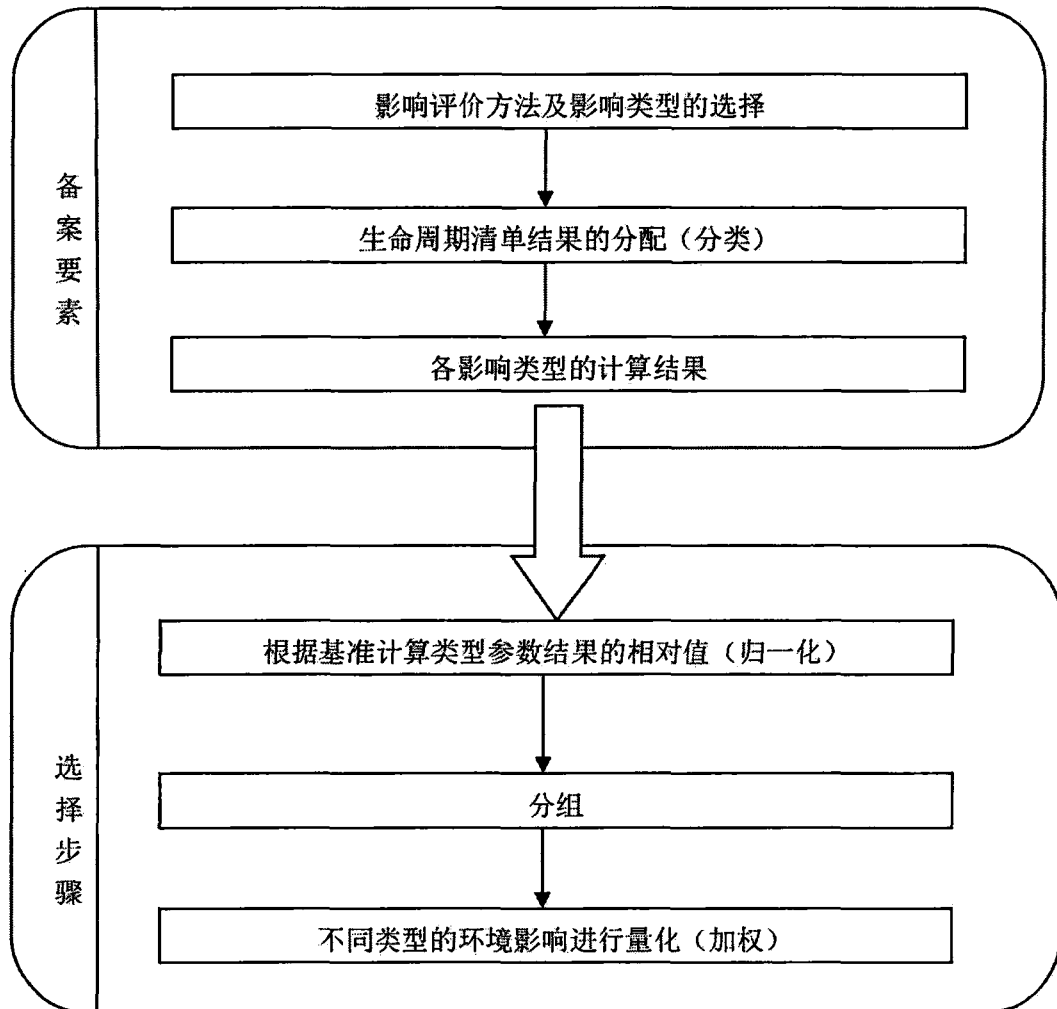 备案要素
影响评价方法及影响类型的选择
生命周期清单结果的分配（分类）
各影响类型的计算结果
选择步骤
根据基准计算类型参数结果的相对值（归一化）
分组
不同类型的环境影响进行量化（加权）